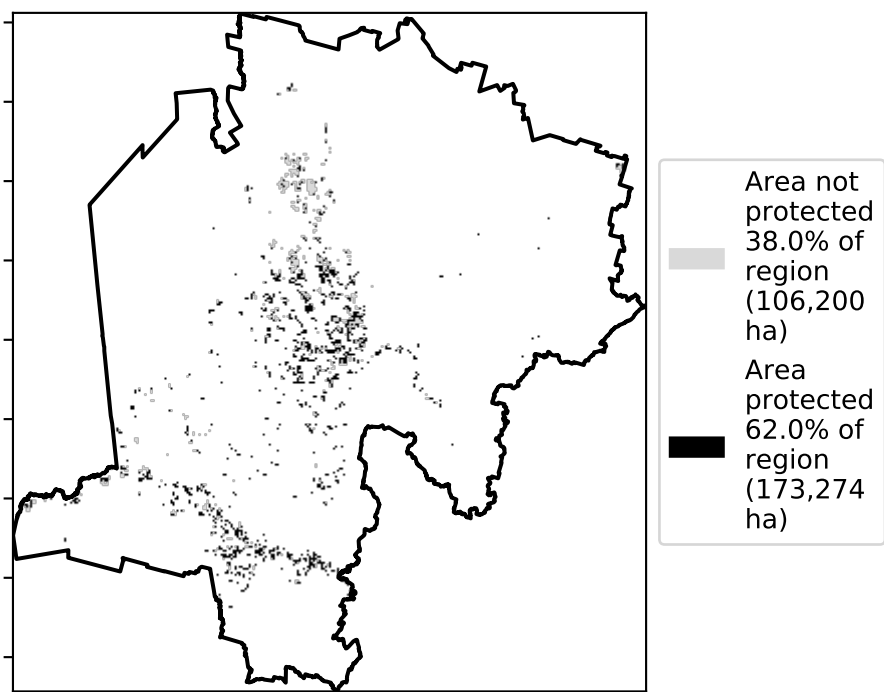 Area not
protected
38.0% of
region
(106,200
ha)
Area
protected
62.0% of
region
(173,274
ha)